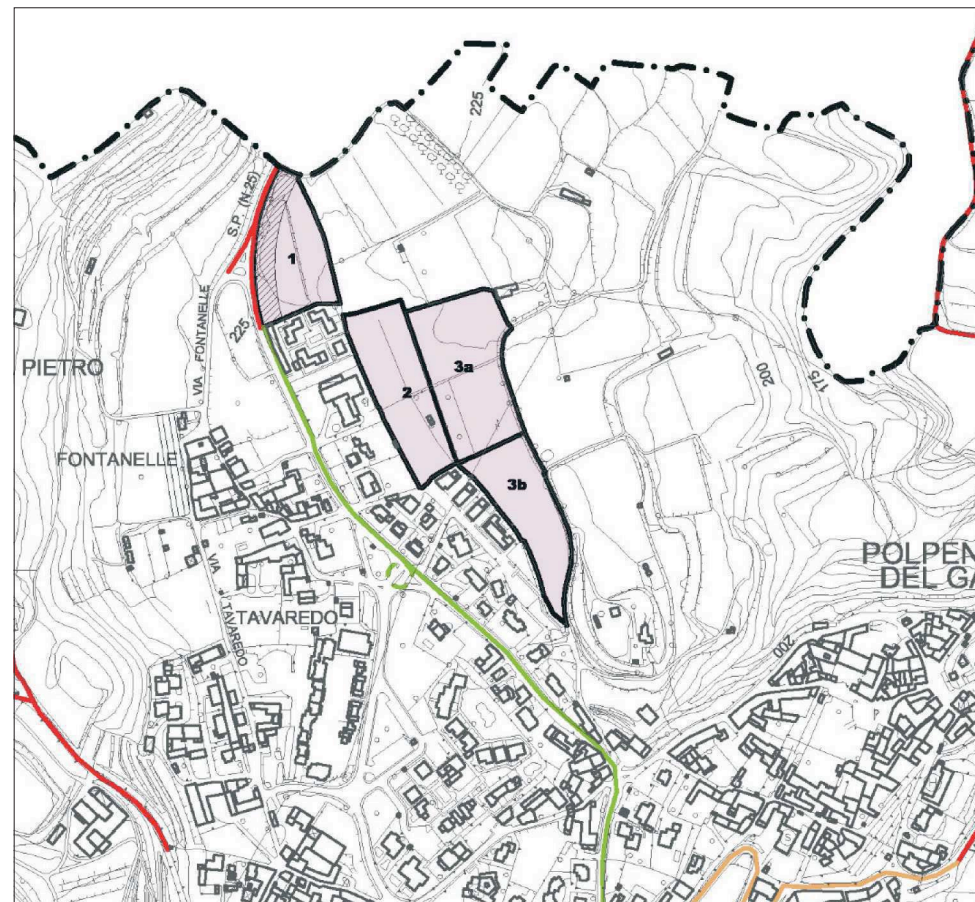 225
S.P. (N.25)
1
VIA FONTANELLE
225
PIETRO
2
3a
200
175
FONTANELLE
3b
VIA
TAVAREDO
TAVAREDO
POLPEN
DEL GA
200